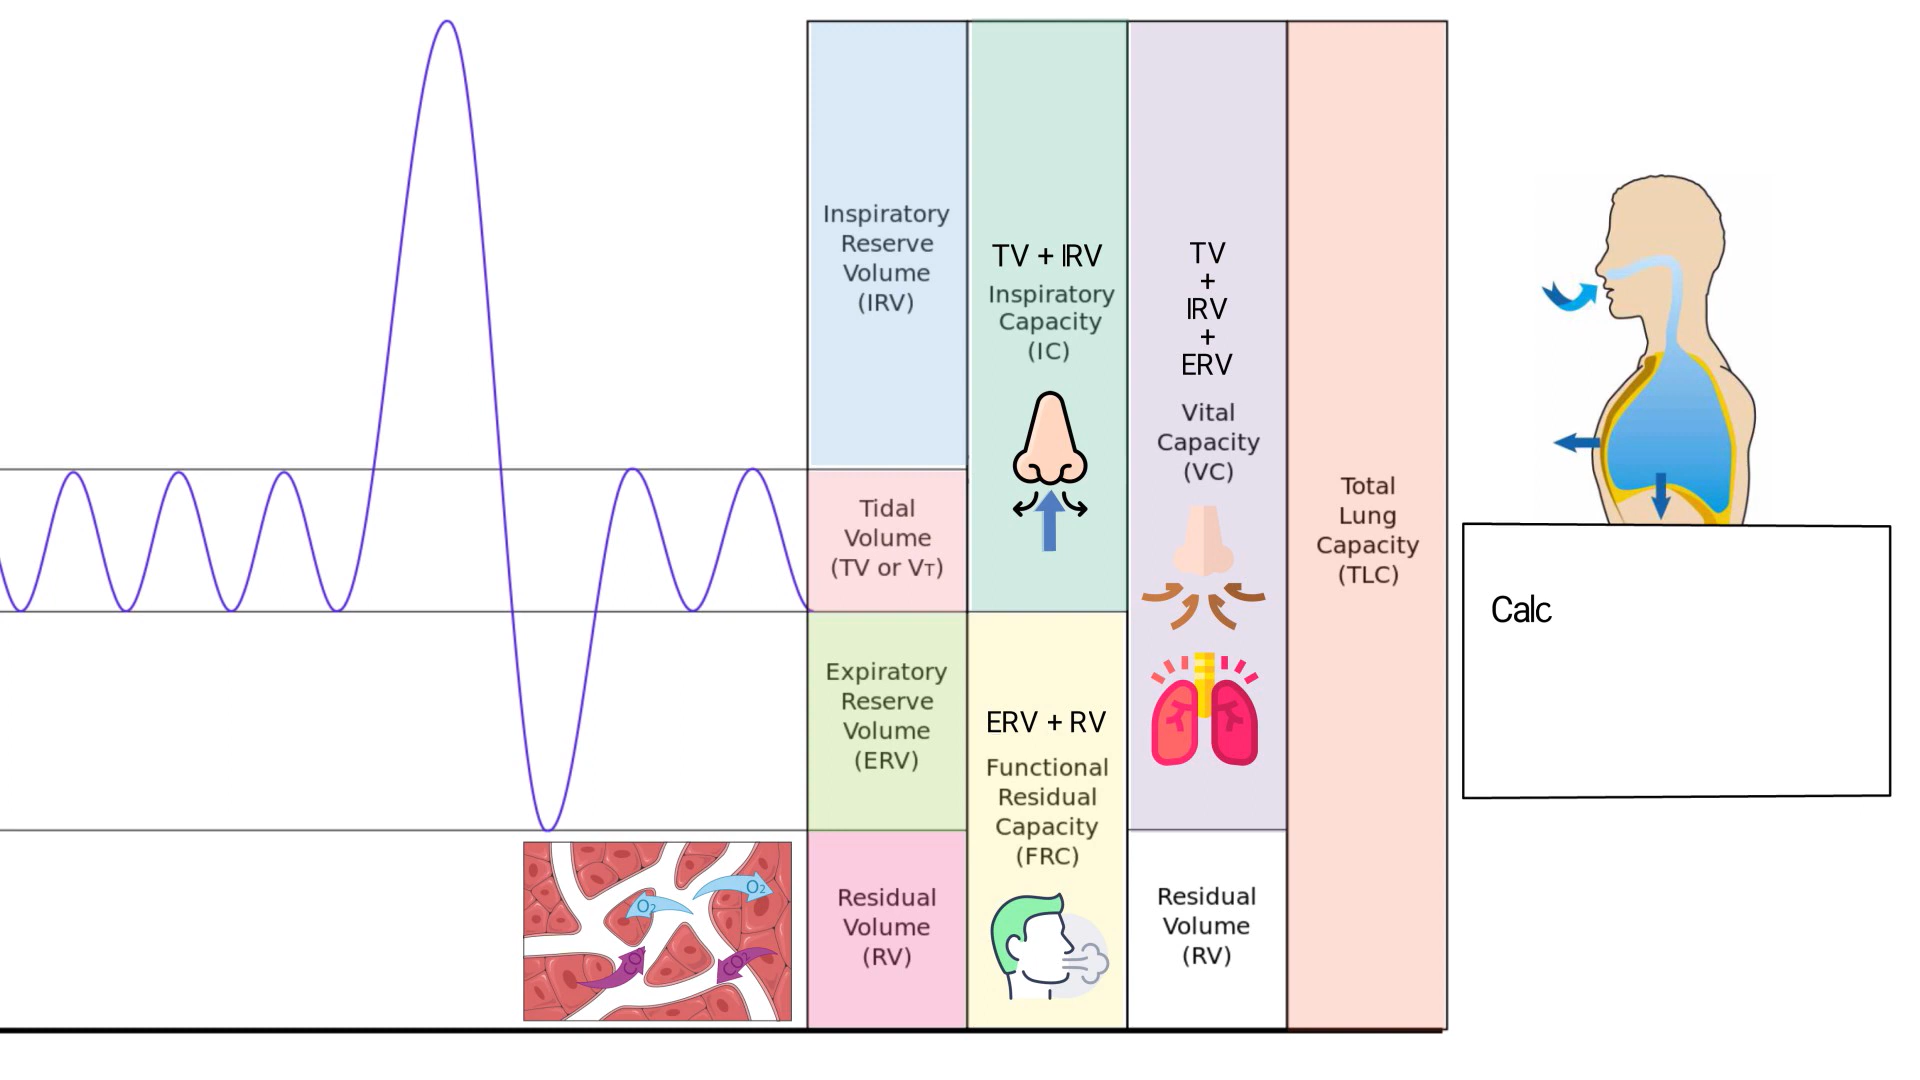 Inspiratory
Reserve
Volume
(IRV)
Tidal
Volume
(TV or VT)
Expiratory
Reserve
Volume
(ERV)
Residual
Volume
(RV)
TV + IRV
Inspiratory
Capacity
(IC)
ERV + RV
Functional
Residual
Capacity
(FRC)
TV
+
IRV
+
ERV
Vital
Capacity
(VC)
Residual
Volume
(RV)
Total
Lung
Capacity
(TLC)
Calc
O2
O2
CO2
CO2